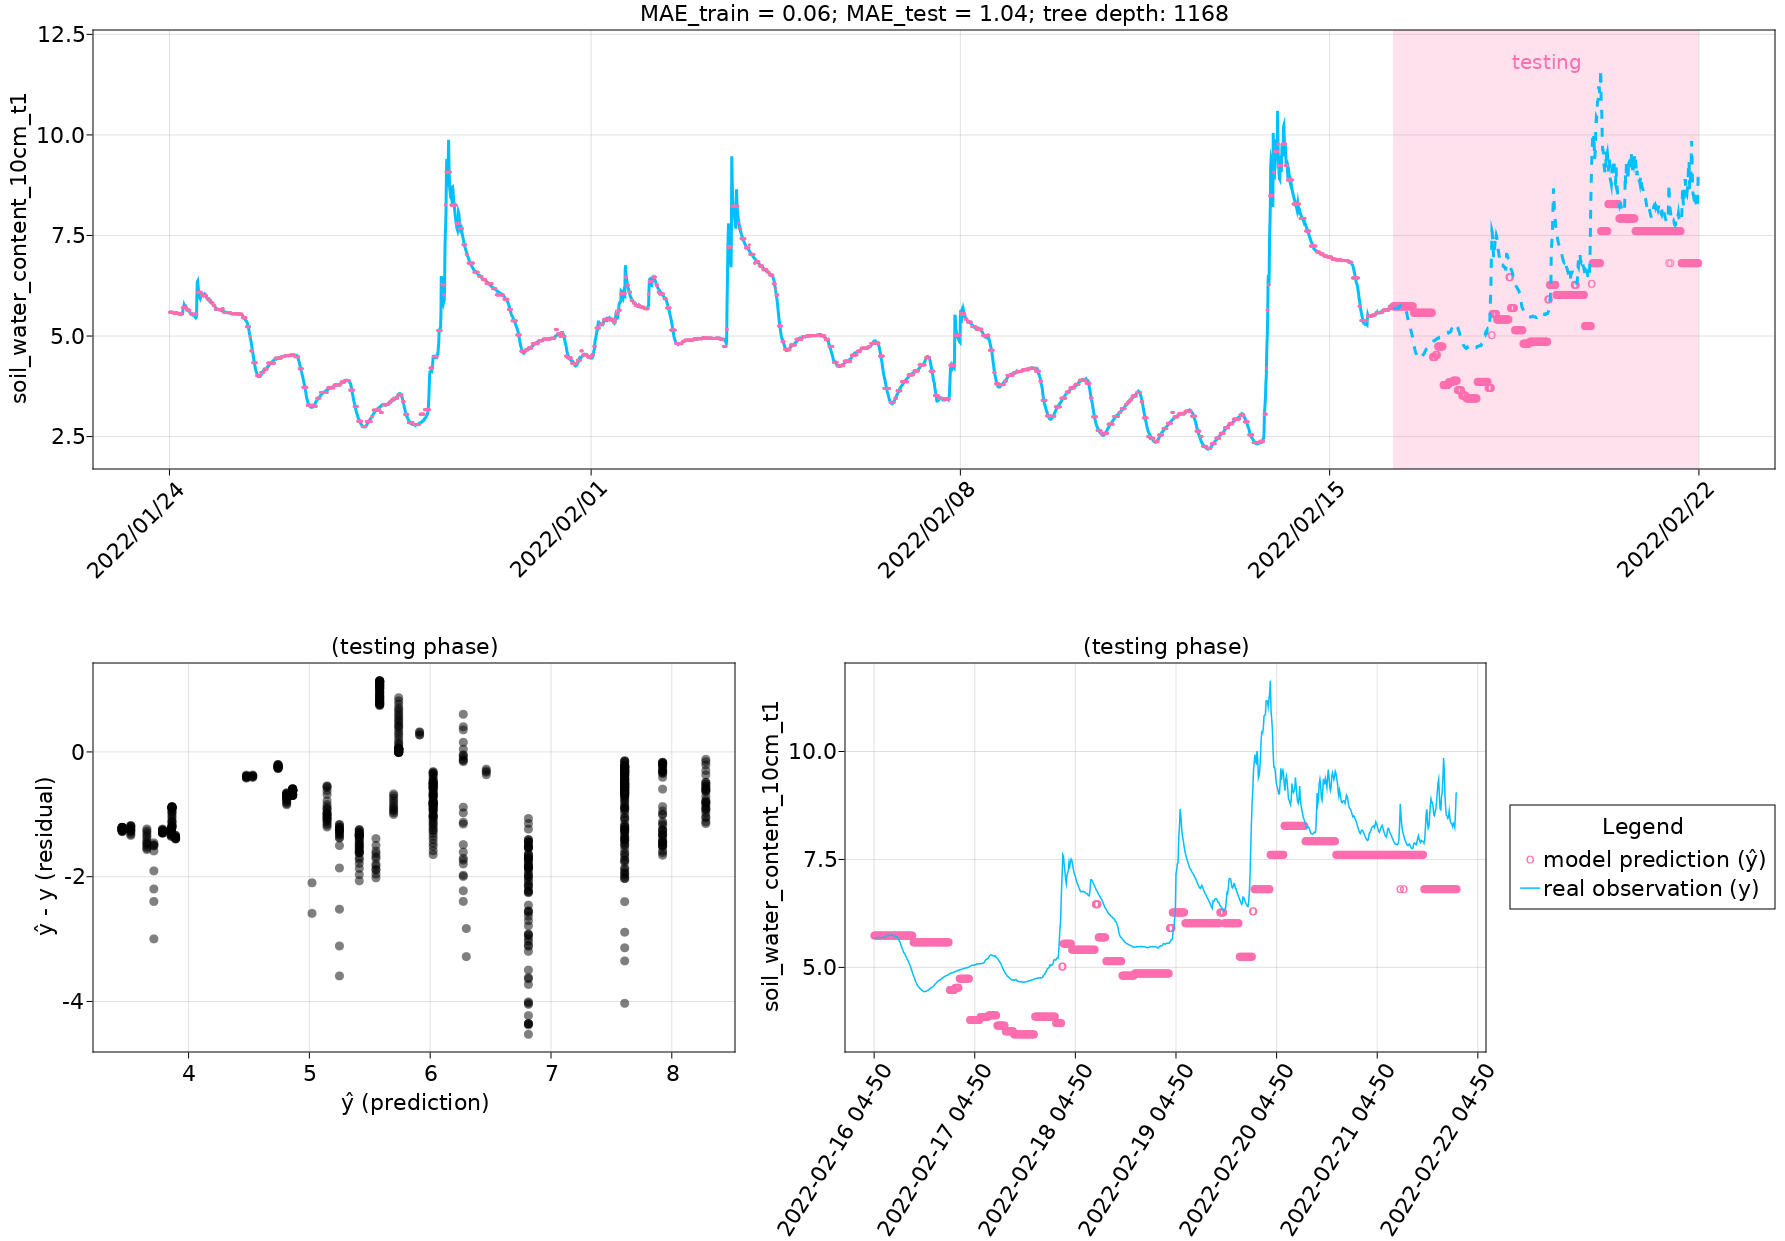 MAE_train = 0.06; MAE_test = 1.04; tree depth: 1168
soil_water_content_10cm_t1
12.5
10.0
7.5
5.0
2.5
testing
2022/01/24
2022/02/01
2022/02/08
2022/02/15
2022/02/22
(testing phase)
ŷ - y (residual)
0
-2
-4
4
5
6
7
8
ŷ (prediction)
(testing phase)
soil_water_content_10cm_t1
10.0
7.5
5.0
2022-02-16 04-50
2022-02-17 04-50
2022-02-18 04-50
2022-02-19 04-50
2022-02-20 04-50
2022-02-21 04-50
2022-02-22 04-50
Legend
model prediction (ŷ)
real observation (y)